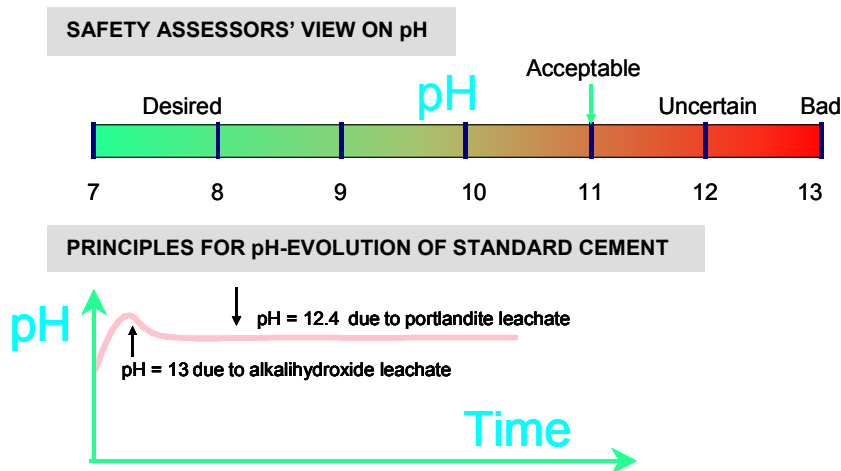 SAFETY ASSESSORS' VIEW ON pH
Acceptable
Desired
pH
Uncertain
Bad
7 8 9 10 11 12 13
PRINCIPLES FOR pH-EVOLUTION OF STANDARD CEMENT
pH
pH = 12.4 due to portlandite leachate
pH = 13 due to alkalihydroxide leachate
Time